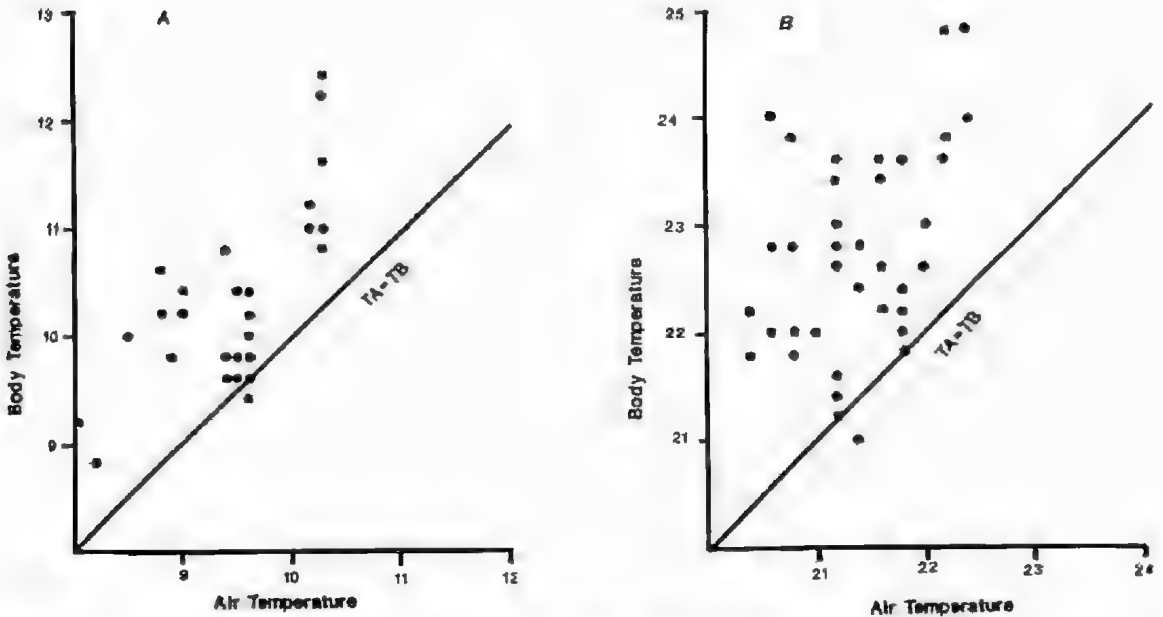 A
13
12
11
10
9
Body Temperature
TA=TB
9
10
11
12
Air Temperature
B
25
24
23
22
21
Body Temperature
TA=TB
21
22
23
24
Air Temperature